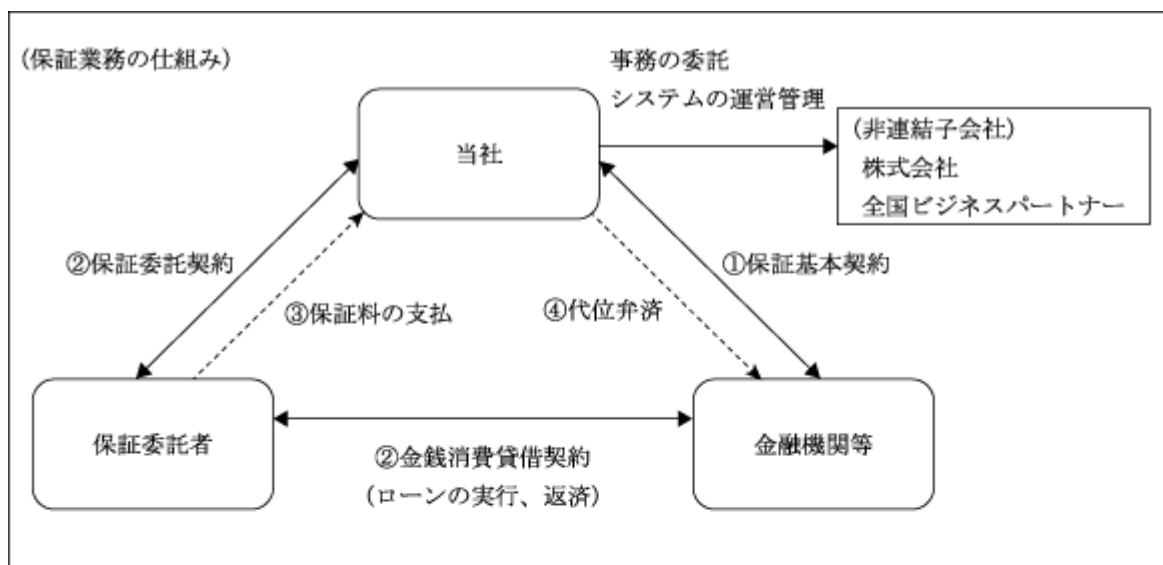 (保証業務の仕組み)
事務の委託
システムの運営管理
当社
(非連結子会社)
株式会社
全国ビジネスパートナー
②保証委託契約
①保証基本契約
③保証料の支払
④代位弁済
保証委託者
金融機関等
②金銭消費貸借契約
(ローンの実行、返済)